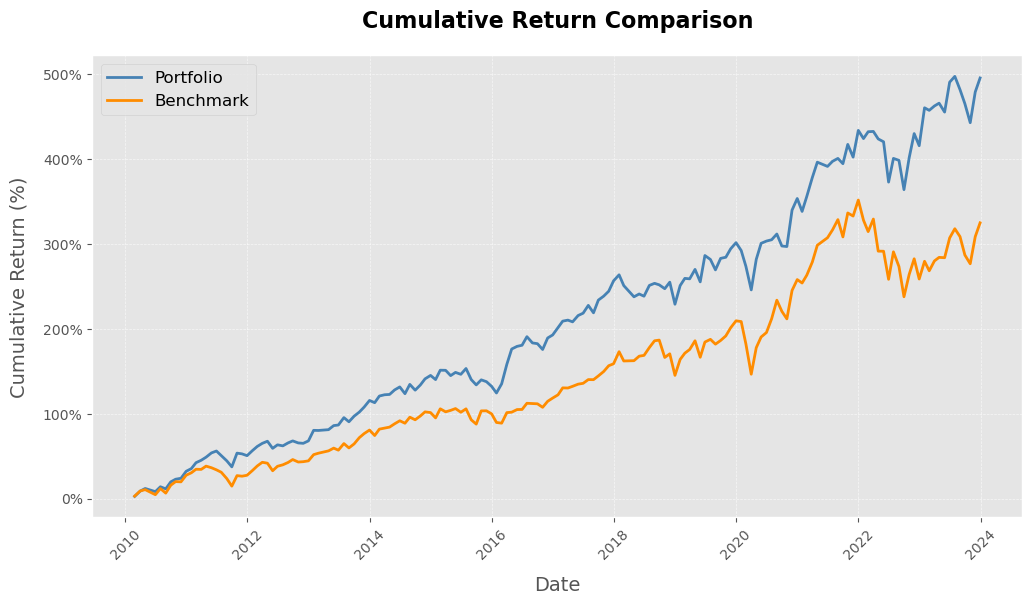 Cumulative Return Comparison
Portfolio
Benchmark
Cumulative Return (%)
500%
400%
300%
200%
100%
0%
2010
2012
2014
2016
2018
2020
2022
2024
Date